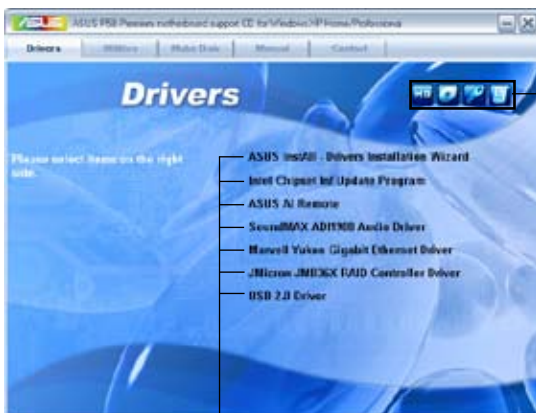 ASUS
ASUS P5B Premium motherboard support CD for Windows XP Home/Professional
Drivers
Utilities
Make Disk
Manual
Contact
Drivers
Please select items on the right side.
ASUS InstAll - Drivers Installation Wizard
Intel Chipset Inf Update Program
ASUS AI Remote
SoundMAX ADI1988 Audio Driver
Marvell Yukon Gigabit Ethernet Driver
JMicron JMB36X RAID Controller Driver
USB 2.0 Driver